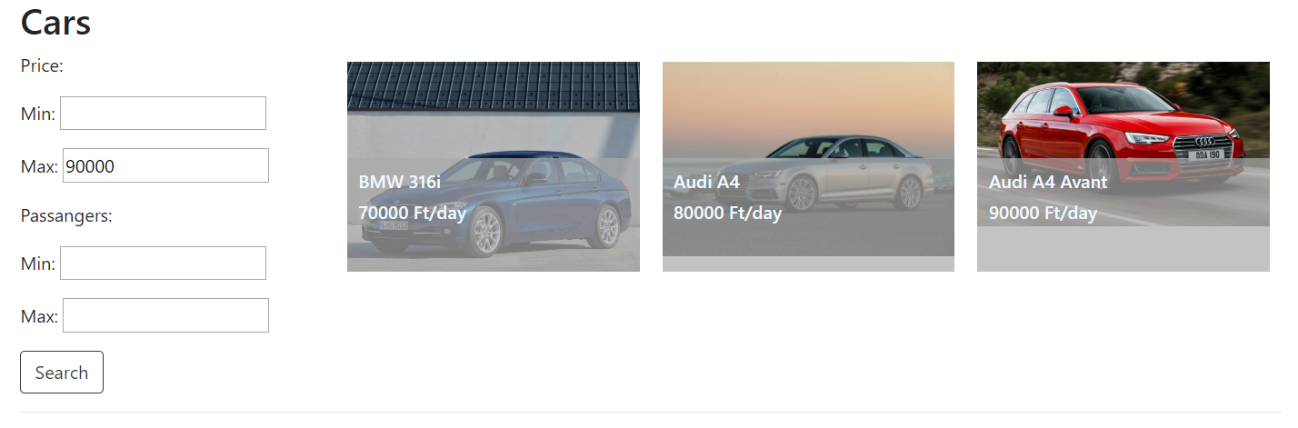 Cars
Price:
Min:
Max: 90000
Passangers:
Min:
Max:
Search
BMW 316i
70000 Ft/day
Audi A4
80000 Ft/day
Audi A4 Avant
90000 Ft/day